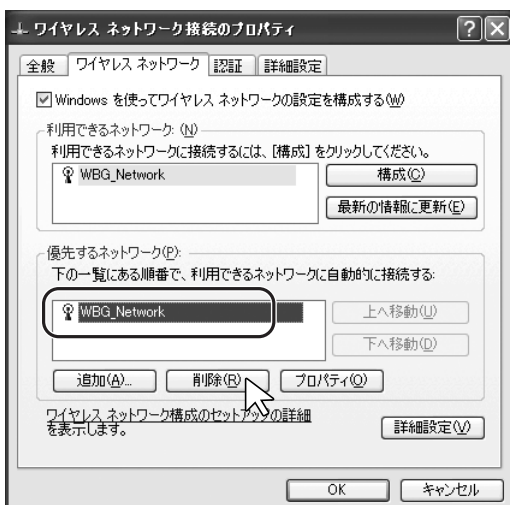 ワイヤレス ネットワーク接続のプロパティ
全般 ワイヤレス ネットワーク 認証 詳細設定
Windows を使ってワイヤレス ネットワークの設定を構成する(W)
利用できるネットワーク: (N)
利用できるネットワークに接続するには、[構成] をクリックしてください。
WBG_Network
構成(C)
最新の情報に更新(E)
優先するネットワーク(P):
下の一覧にある順番で、利用できるネットワークに自動的に接続する:
WBG_Network
上へ移動(U)
下へ移動(D)
追加(A)... 削除(R) プロパティ(O)
ワイヤレス ネットワーク構成のセットアップの詳細
を表示します。
詳細設定(V)
OK キャンセル